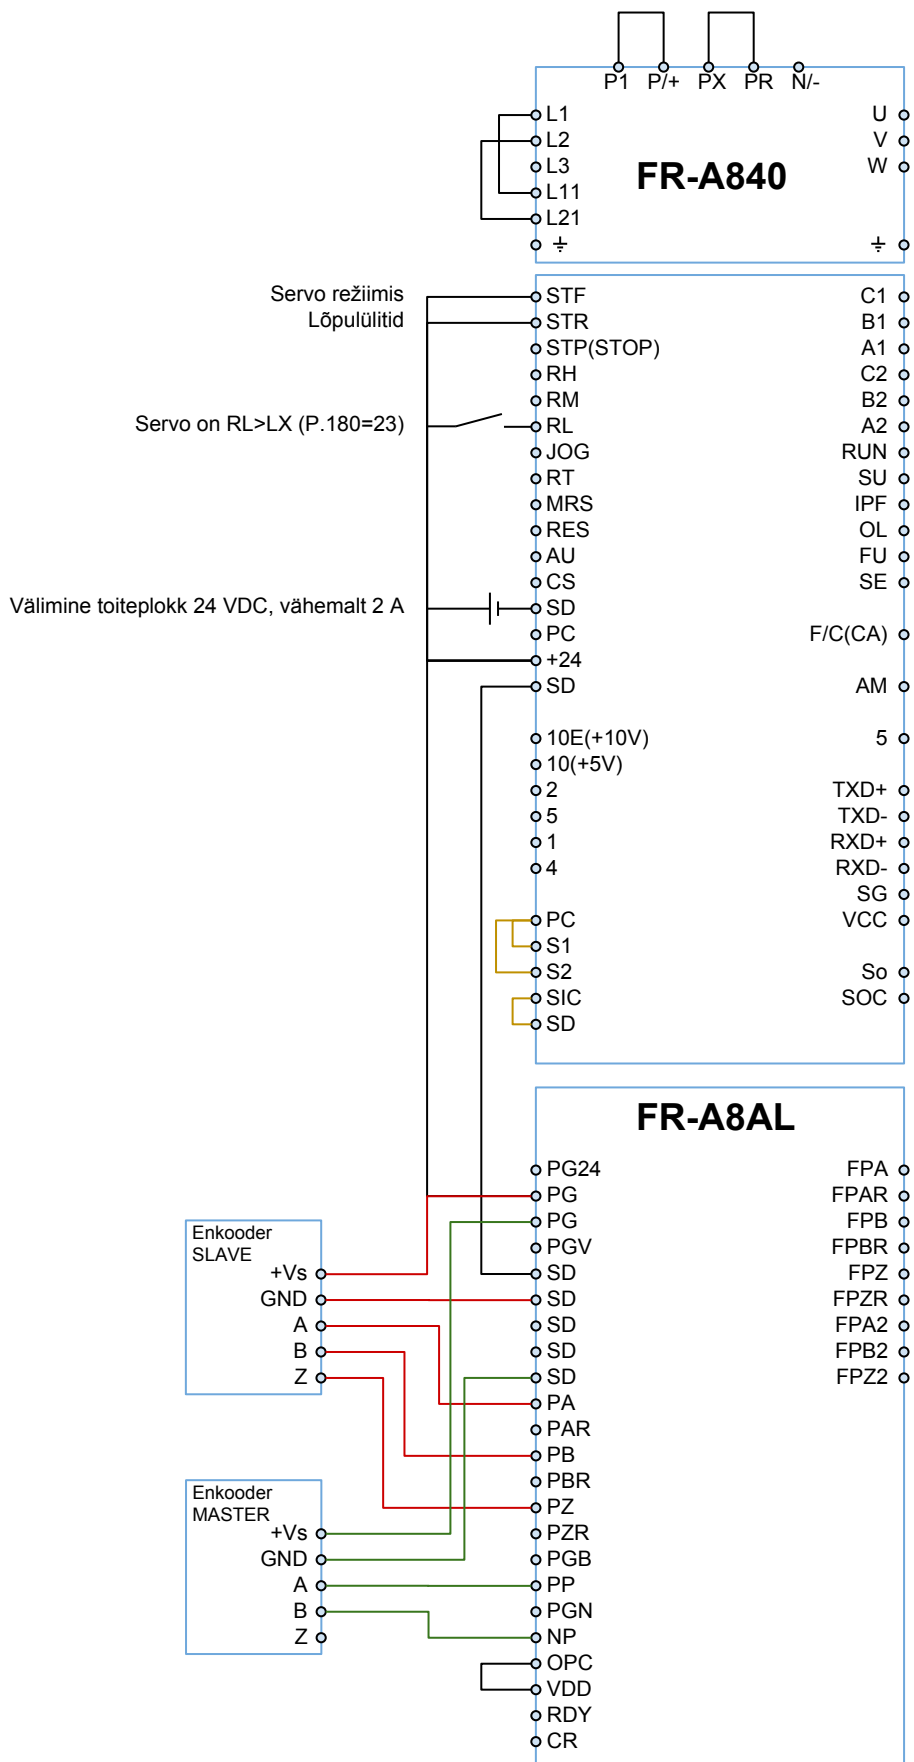 P1 P/+ PX PR N/-
L1 U
L2 V
L3 W
FR-A840
L11
L21
Servo režiimis STF C1
Lõpulülitid STR B1
STP(STOP) A1
RH C2
RM B2
Servo on RL>LX (P.180=23) RL A2
JOG RUN
RT SU
MRS IPF
RES OL
AU FU
CS SE
Välimine toiteplokk 24 VDC, vähemalt 2 A SD
PC F/C(CA)
+24
SD AM
10E(+10V) 5
10(+5V)
2 TXD+
5 TXD-
1 RXD+
4 RXD-
SG
PC VCC
S1
S2 So
SIC SOC
SD
FR-A8AL
PG24 FPA
PG FPAR
PG FPB
PGV FPBR
SD FPZ
SD FPZR
SD FPA2
SD FPB2
SD FPZ2
PA
PAR
PB
PBR
PZ
PZR
PGB
PP
PGN
NP
OPC
VDD
RDY
CR
Enkooder
SLAVE
+Vs
GND
A
B
Z
Enkooder
MASTER
+Vs
GND
A
B
Z